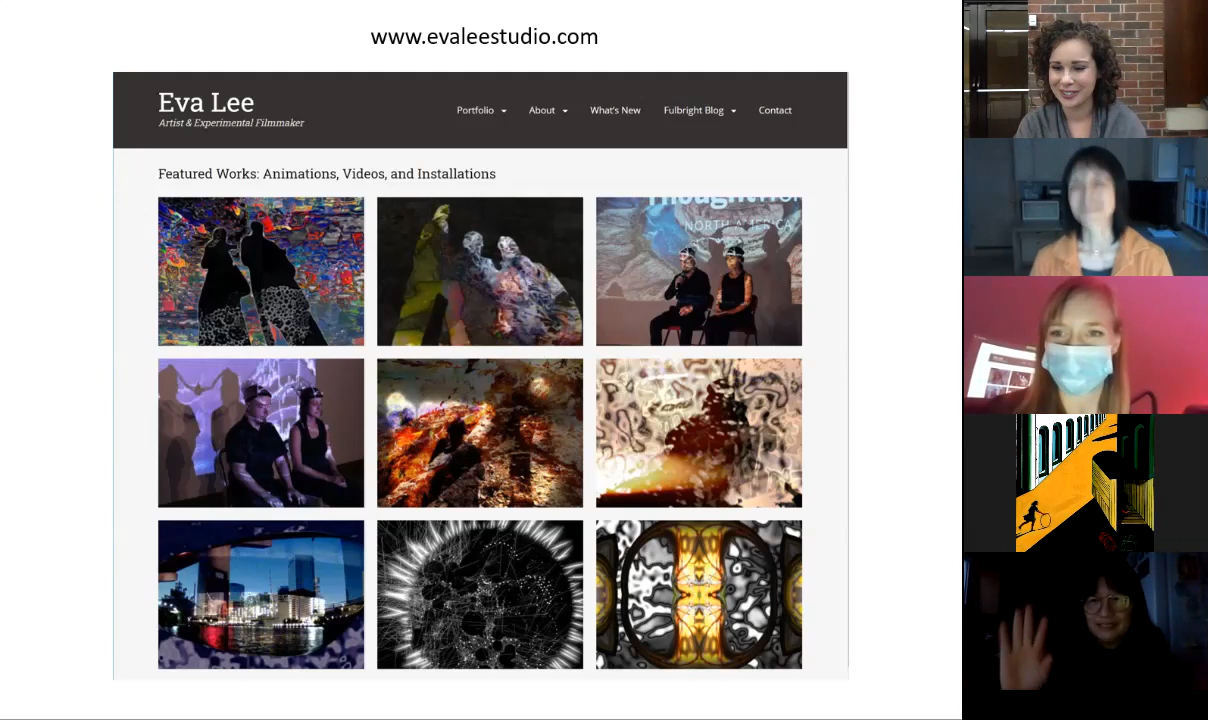 www.evaleestudio.com
Eva Lee
Artist & Experimental Filmmaker
Portfolio About What's New Fulbright Blog Contact
Featured Works: Animations, Videos, and Installations
NORTH AMERICA